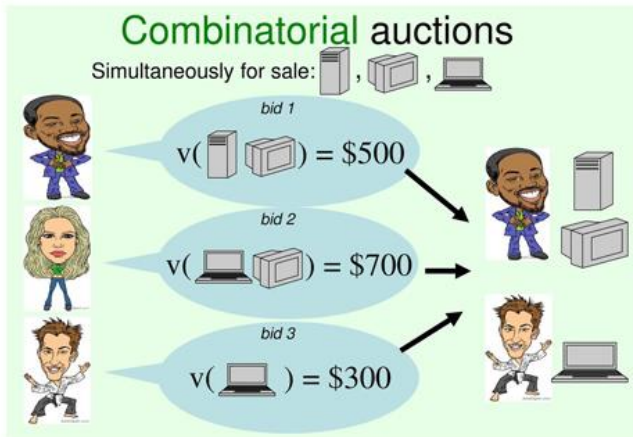 Combinatorial auctions
Simultaneously for sale: , ,
bid 1
v( ) = $500
bid 2
v( ) = $700
bid 3
v( ) = $300